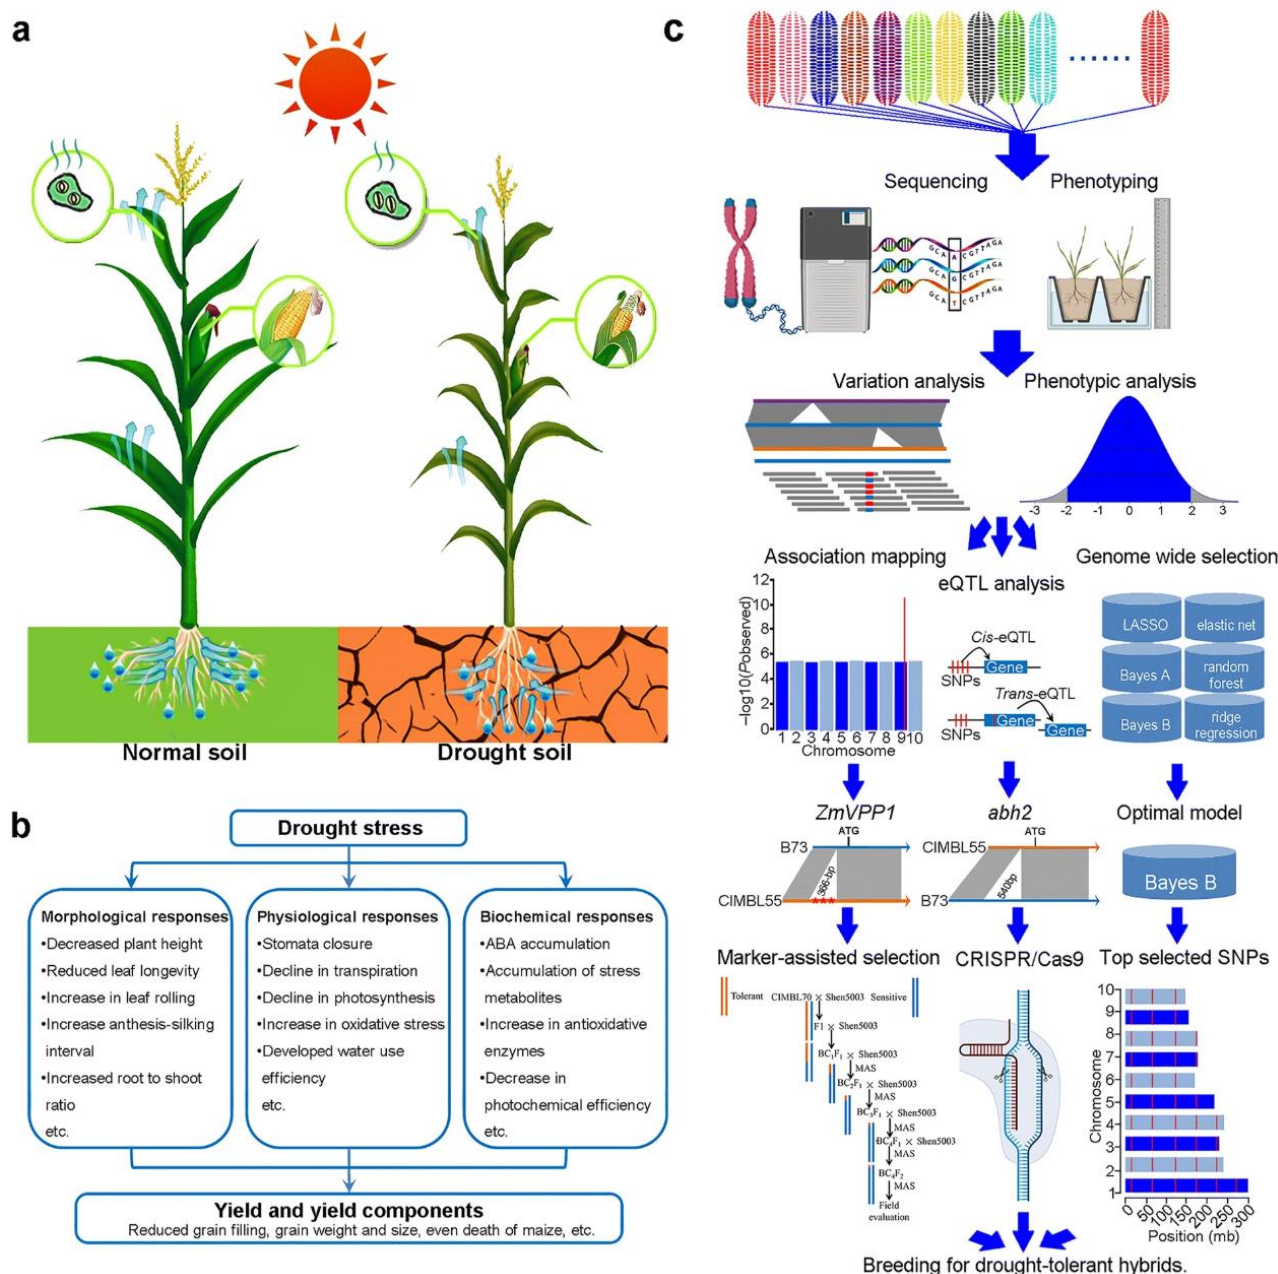 a
Normal soil
Drought soil
b
Drought stress
Morphological responses
•Decreased plant height
•Reduced leaf longevity
•Increase in leaf rolling
•Increase anthesis-silking
interval
•Increased root to shoot
ratio
etc.
Physiological responses
•Stomata closure
•Decline in transpiration
•Decline in photosynthesis
•Increase in oxidative stress
•Developed water use
efficiency
etc.
Biochemical responses
•ABA accumulation
•Accumulation of stress
metabolites
•Increase in antioxidative
enzymes
•Decrease in
photochemical efficiency
etc.
Yield and yield components
Reduced grain filling, grain weight and size, even death of maize, etc.
c
Sequencing
Phenotyping
GCAACGTTAGA
GCAGCGTTAGA
GCATCGTTAGA
Variation analysis
Phenotypic analysis
-3 -2 -1 0 1 2 3
Association mapping
eQTL analysis
Genome wide selection
–log10(Pobserved)
12
10
8
6
4
2
0
1 2 3 4 5 6 7 8 9 10
Chromosome
Cis-eQTL
Gene
SNPs
Trans-eQTL
Gene
SNPs
Gene
LASSO
elastic net
Bayes A
random
forest
Bayes B
ridge
regression
ZmVPP1
ATG
B73
366-bp
CIMBL55
***
abh2
ATG
CIMBL55
540bp
B73
Optimal model
Bayes B
Marker-assisted selection
Tolerant CIMBL70 × Shen5003 Sensitive
F1 × Shen5003
BC1F1 × Shen5003
MAS
BC2F1 × Shen5003
MAS
BC3F1 × Shen5003
MAS
BC4F1 × Shen5003
MAS
BC4F2
MAS
Field
evaluation
CRISPR/Cas9
Top selected SNPs
Chromosome
10
9
8
7
6
5
4
3
2
1
0 50 100 150 200 250 300
Position (mb)
Breeding for drought-tolerant hybrids.